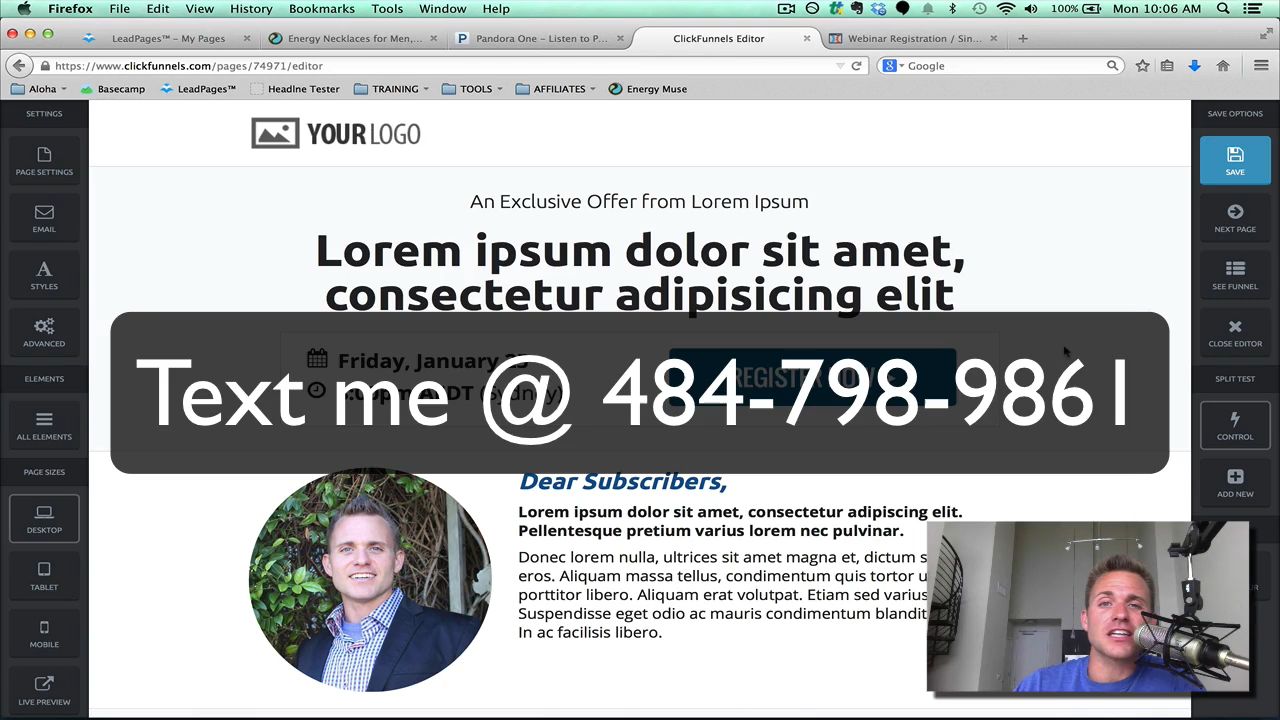 Firefox File Edit View History Bookmarks Tools Window Help 100% Mon 10:06 AM
LeadPages™ – My Pages Energy Necklaces for Men,... Pandora One – Listen to P... ClickFunnels Editor Webinar Registration / Sin...
https://www.clickfunnels.com/pages/74971/editor Google
Aloha Basecamp LeadPages™ Headlne Tester TRAINING TOOLS AFFILIATES Energy Muse
SETTINGS
PAGE SETTINGS
EMAIL
STYLES
ADVANCED
ELEMENTS
ALL ELEMENTS
PAGE SIZES
DESKTOP
TABLET
MOBILE
LIVE PREVIEW
YOUR LOGO
An Exclusive Offer from Lorem Ipsum
Lorem ipsum dolor sit amet,
consectetur adipisicing elit
Friday, January
REGISTER NOW
Text me @ 484-798-9861
Dear Subscribers,
Lorem ipsum dolor sit amet, consectetur adipiscing elit.
Pellentesque pretium varius lorem nec pulvinar.
Donec lorem nulla, ultrices sit amet magna et, dictum s
eros. Aliquam massa tellus, condimentum quis tortor u
porttitor libero. Aliquam erat volutpat. Etiam sed varius
Suspendisse eget odio ac mauris condimentum blandit
In ac facilisis libero.
SAVE OPTIONS
SAVE
NEXT PAGE
SEE FUNNEL
CLOSE EDITOR
SPLIT TEST
CONTROL
ADD NEW